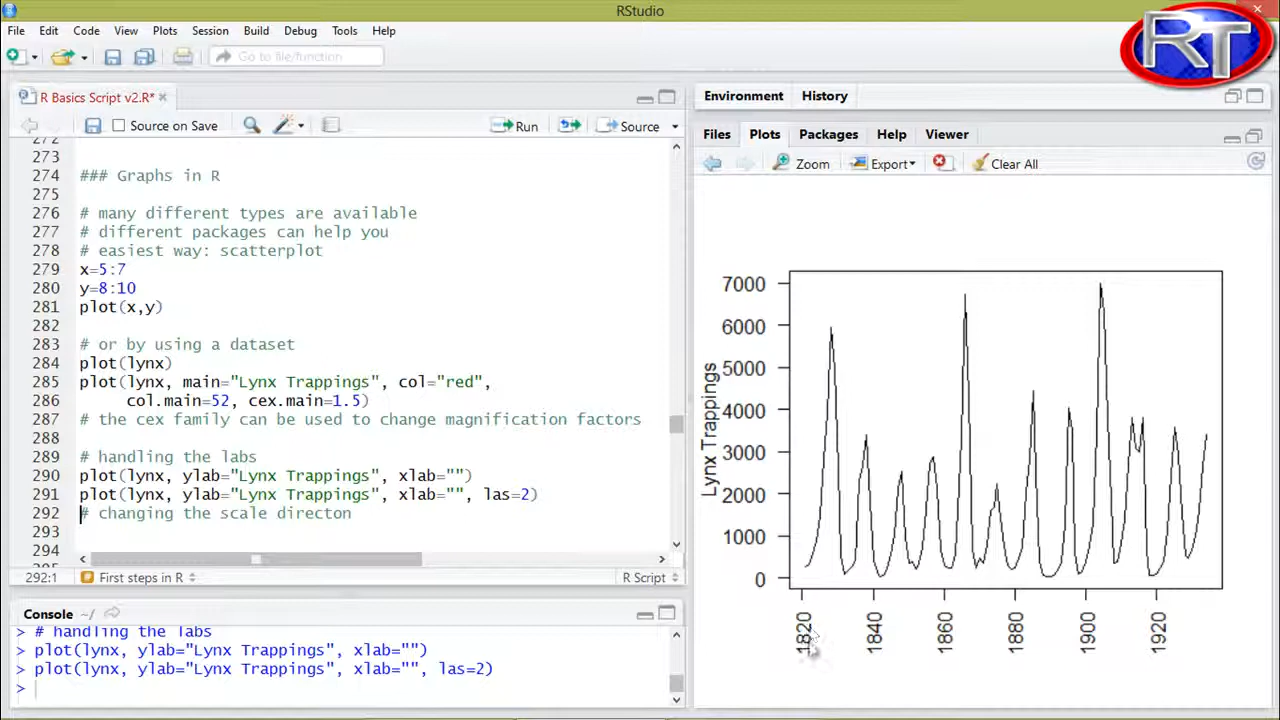 RStudio
RT
File Edit Code View Plots Session Build Debug Tools Help
Go to file/function
R Basics Script v2.R*
Source on Save Run Source
272
273
274 ### Graphs in R
275
276 # many different types are available
277 # different packages can help you
278 # easiest way: scatterplot
279 x=5:7
280 y=8:10
281 plot(x,y)
282
283 # or by using a dataset
284 plot(lynx)
285 plot(lynx, main="Lynx Trappings", col="red",
286 col.main=52, cex.main=1.5)
287 # the cex family can be used to change magnification factors
288
289 # handling the labs
290 plot(lynx, ylab="Lynx Trappings", xlab="")
291 plot(lynx, ylab="Lynx Trappings", xlab="", las=2)
292 # changing the scale directon
293
294
292:1 First steps in R R Script
Console ~/
> # handling the labs
> plot(lynx, ylab="Lynx Trappings", xlab="")
> plot(lynx, ylab="Lynx Trappings", xlab="", las=2)
>
Environment History
Files Plots Packages Help Viewer
Zoom Export Clear All
Lynx Trappings
7000
6000
5000
4000
3000
2000
1000
0
1820 1840 1860 1880 1900 1920